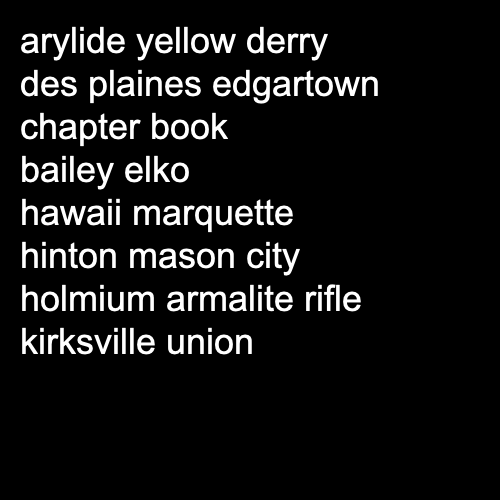 arylide yellow derry
des plaines edgartown
chapter book
bailey elko
hawaii marquette
hinton mason city
holmium armalite rifle
kirksville union